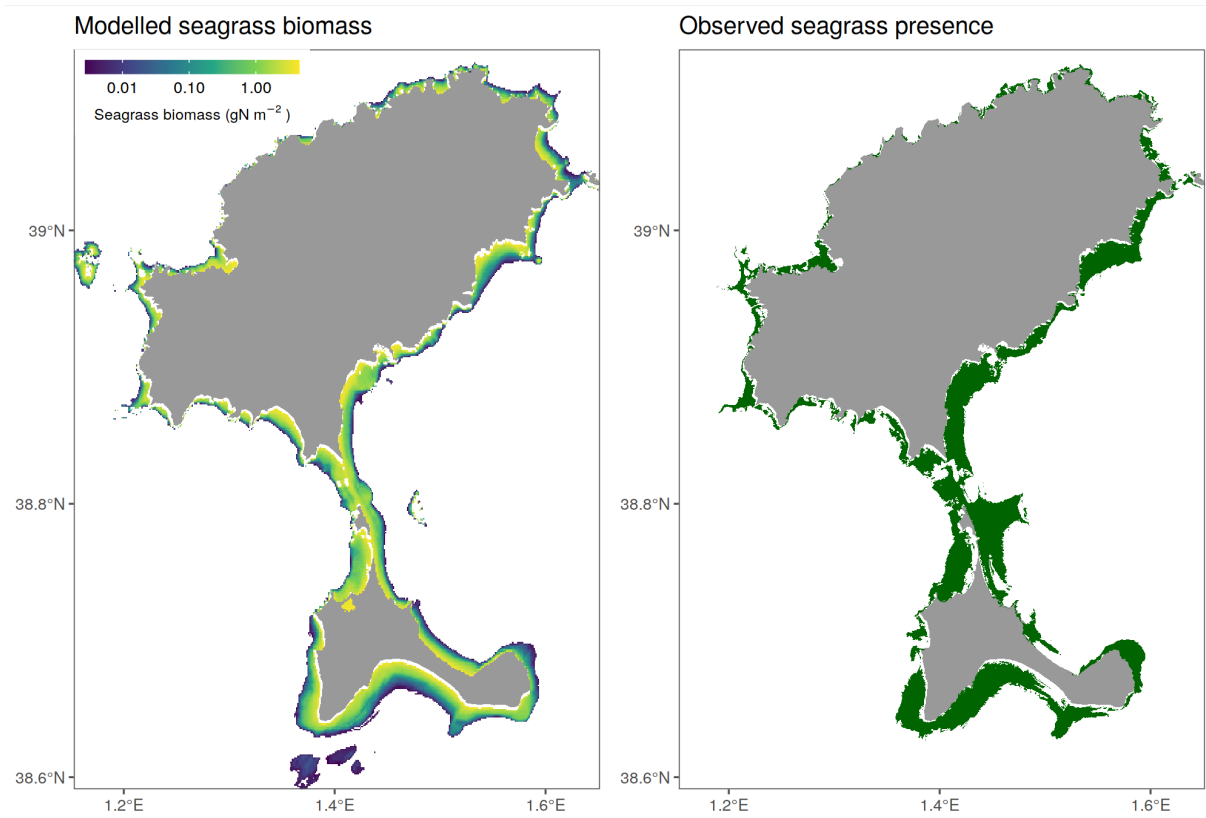 Modelled seagrass biomass
Observed seagrass presence
0.01 0.10 1.00
Seagrass biomass (gN m⁻² )
39°N
39°N
38.8°N
38.8°N
38.6°N
38.6°N
1.2°E 1.4°E 1.6°E
1.2°E 1.4°E 1.6°E